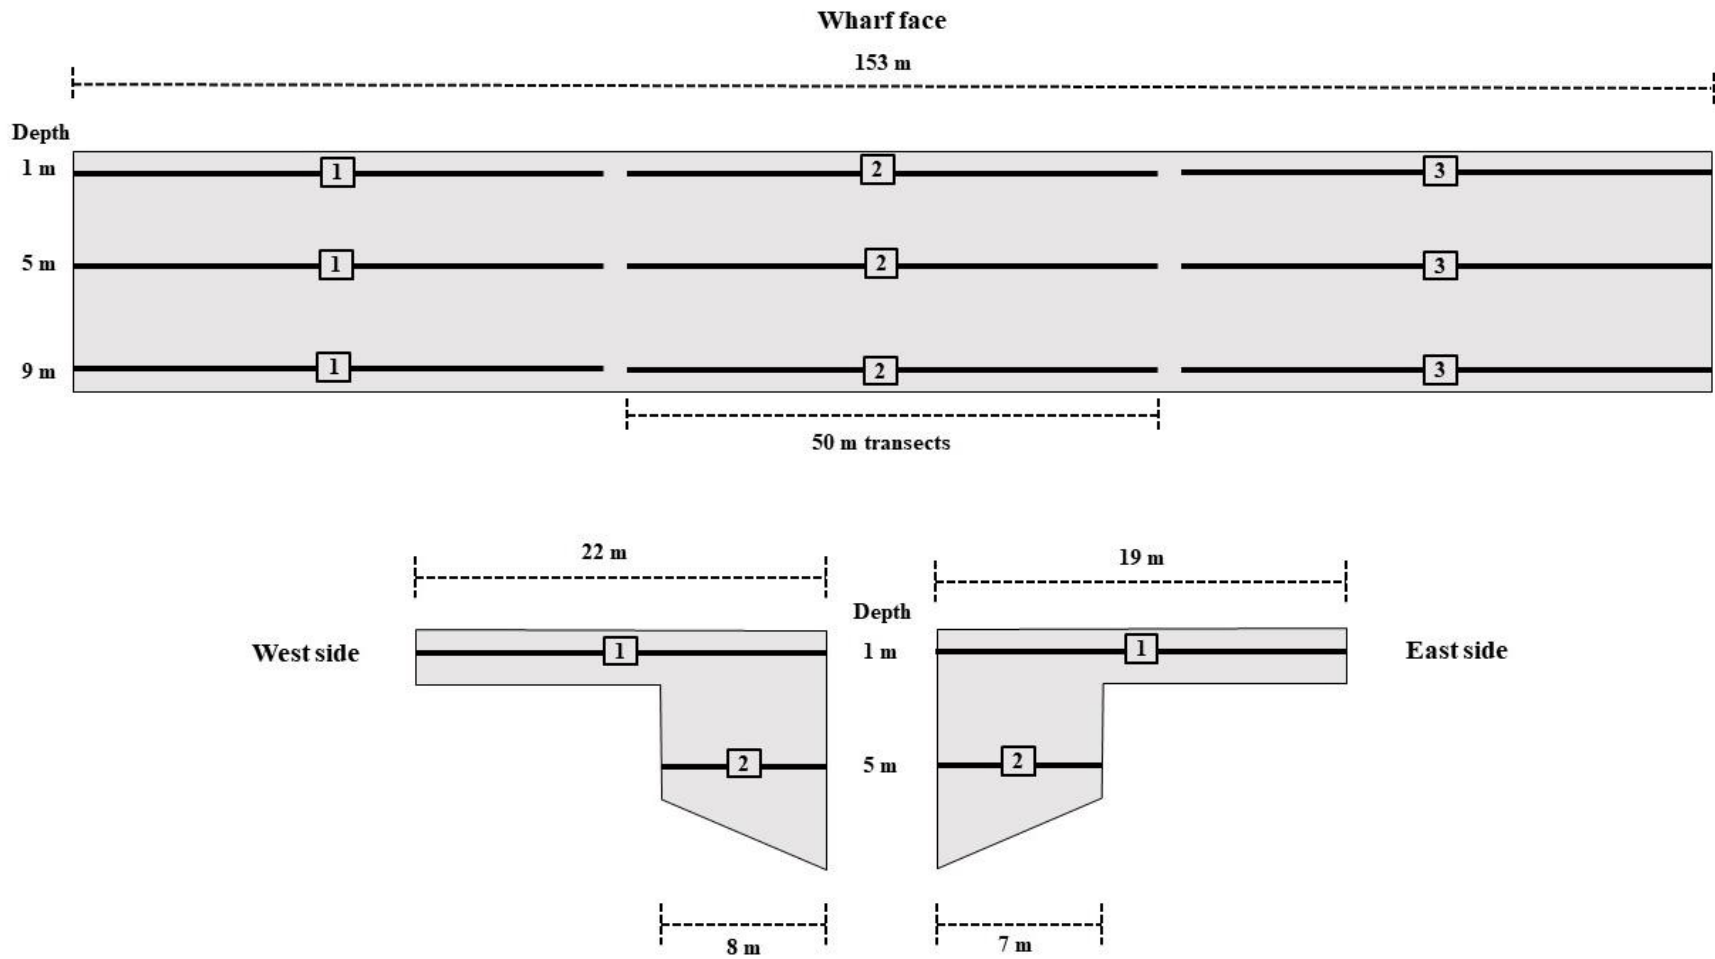 Wharf face
153 m
Depth
1 m
1
2
3
5 m
1
2
3
9 m
1
2
3
50 m transects
22 m
19 m
Depth
West side
1
1 m
1
East side
2
5 m
2
8 m
7 m